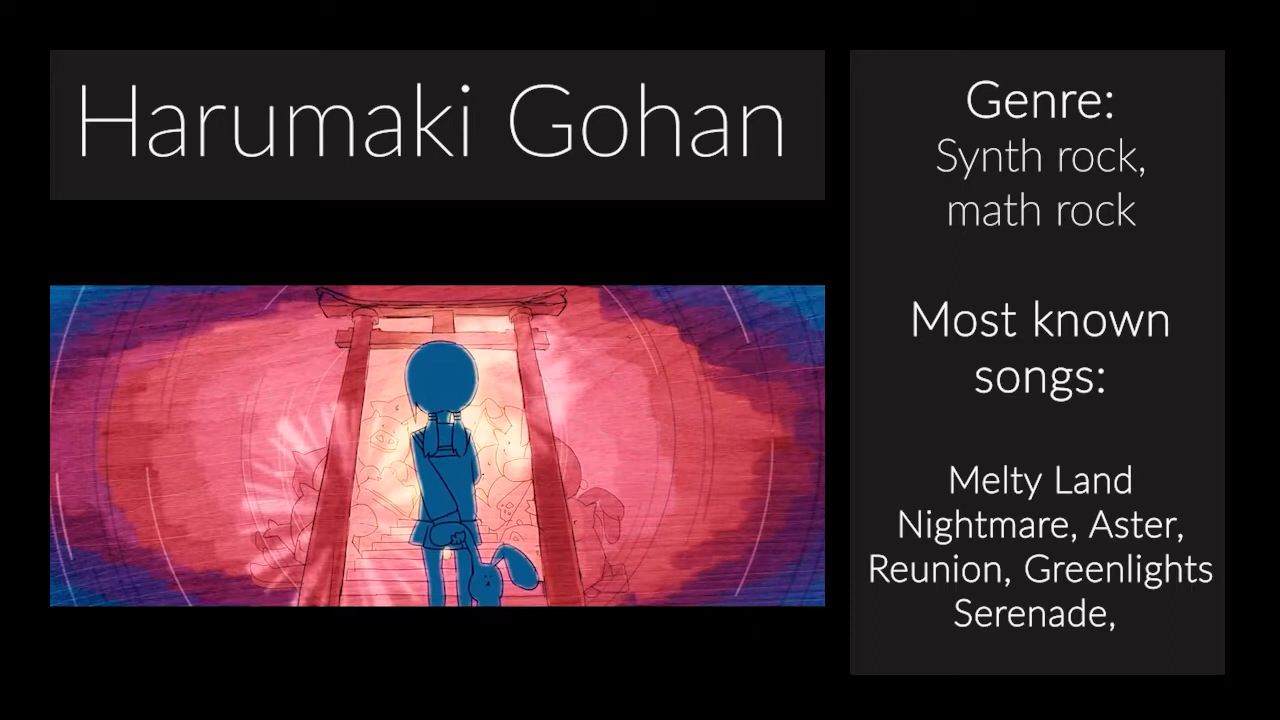 Harumaki Gohan
Genre:
Synth rock,
math rock
Most known
songs:
Melty Land
Nightmare, Aster,
Reunion, Greenlights
Serenade,